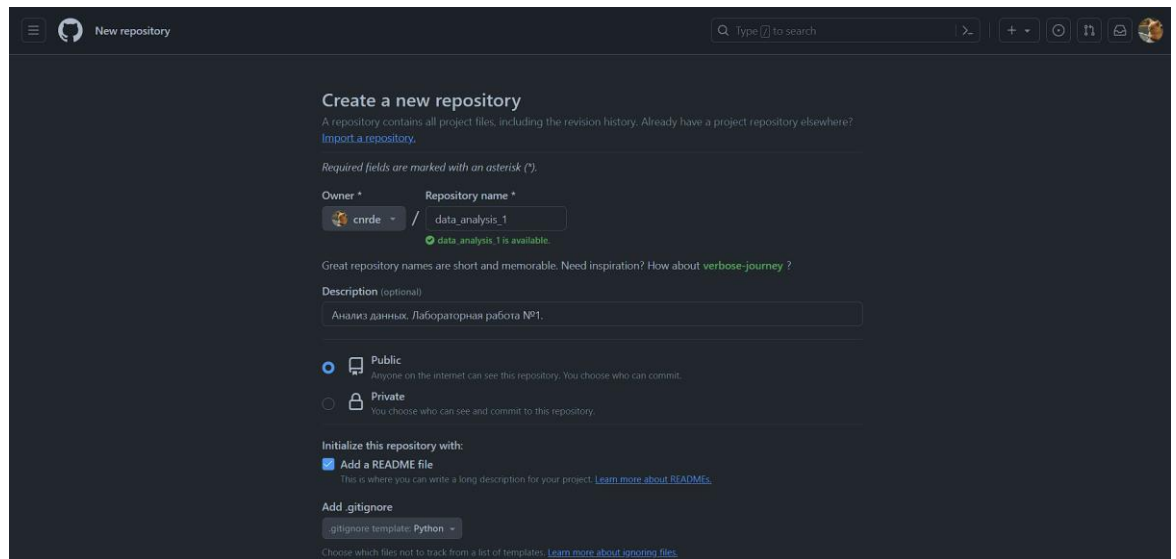 New repository
Type / to search
Create a new repository
A repository contains all project files, including the revision history. Already have a project repository elsewhere?
Import a repository.
Required fields are marked with an asterisk (*).
Owner * Repository name *
cnrde / data_analysis_1
data_analysis_1 is available.
Great repository names are short and memorable. Need inspiration? How about verbose-journey ?
Description (optional)
Анализ данных. Лабораторная работа №1.
Public
Anyone on the internet can see this repository. You choose who can commit.
Private
You choose who can see and commit to this repository.
Initialize this repository with:
Add a README file
This is where you can write a long description for your project. Learn more about READMEs.
Add .gitignore
.gitignore template: Python
Choose which files not to track from a list of templates. Learn more about ignoring files.